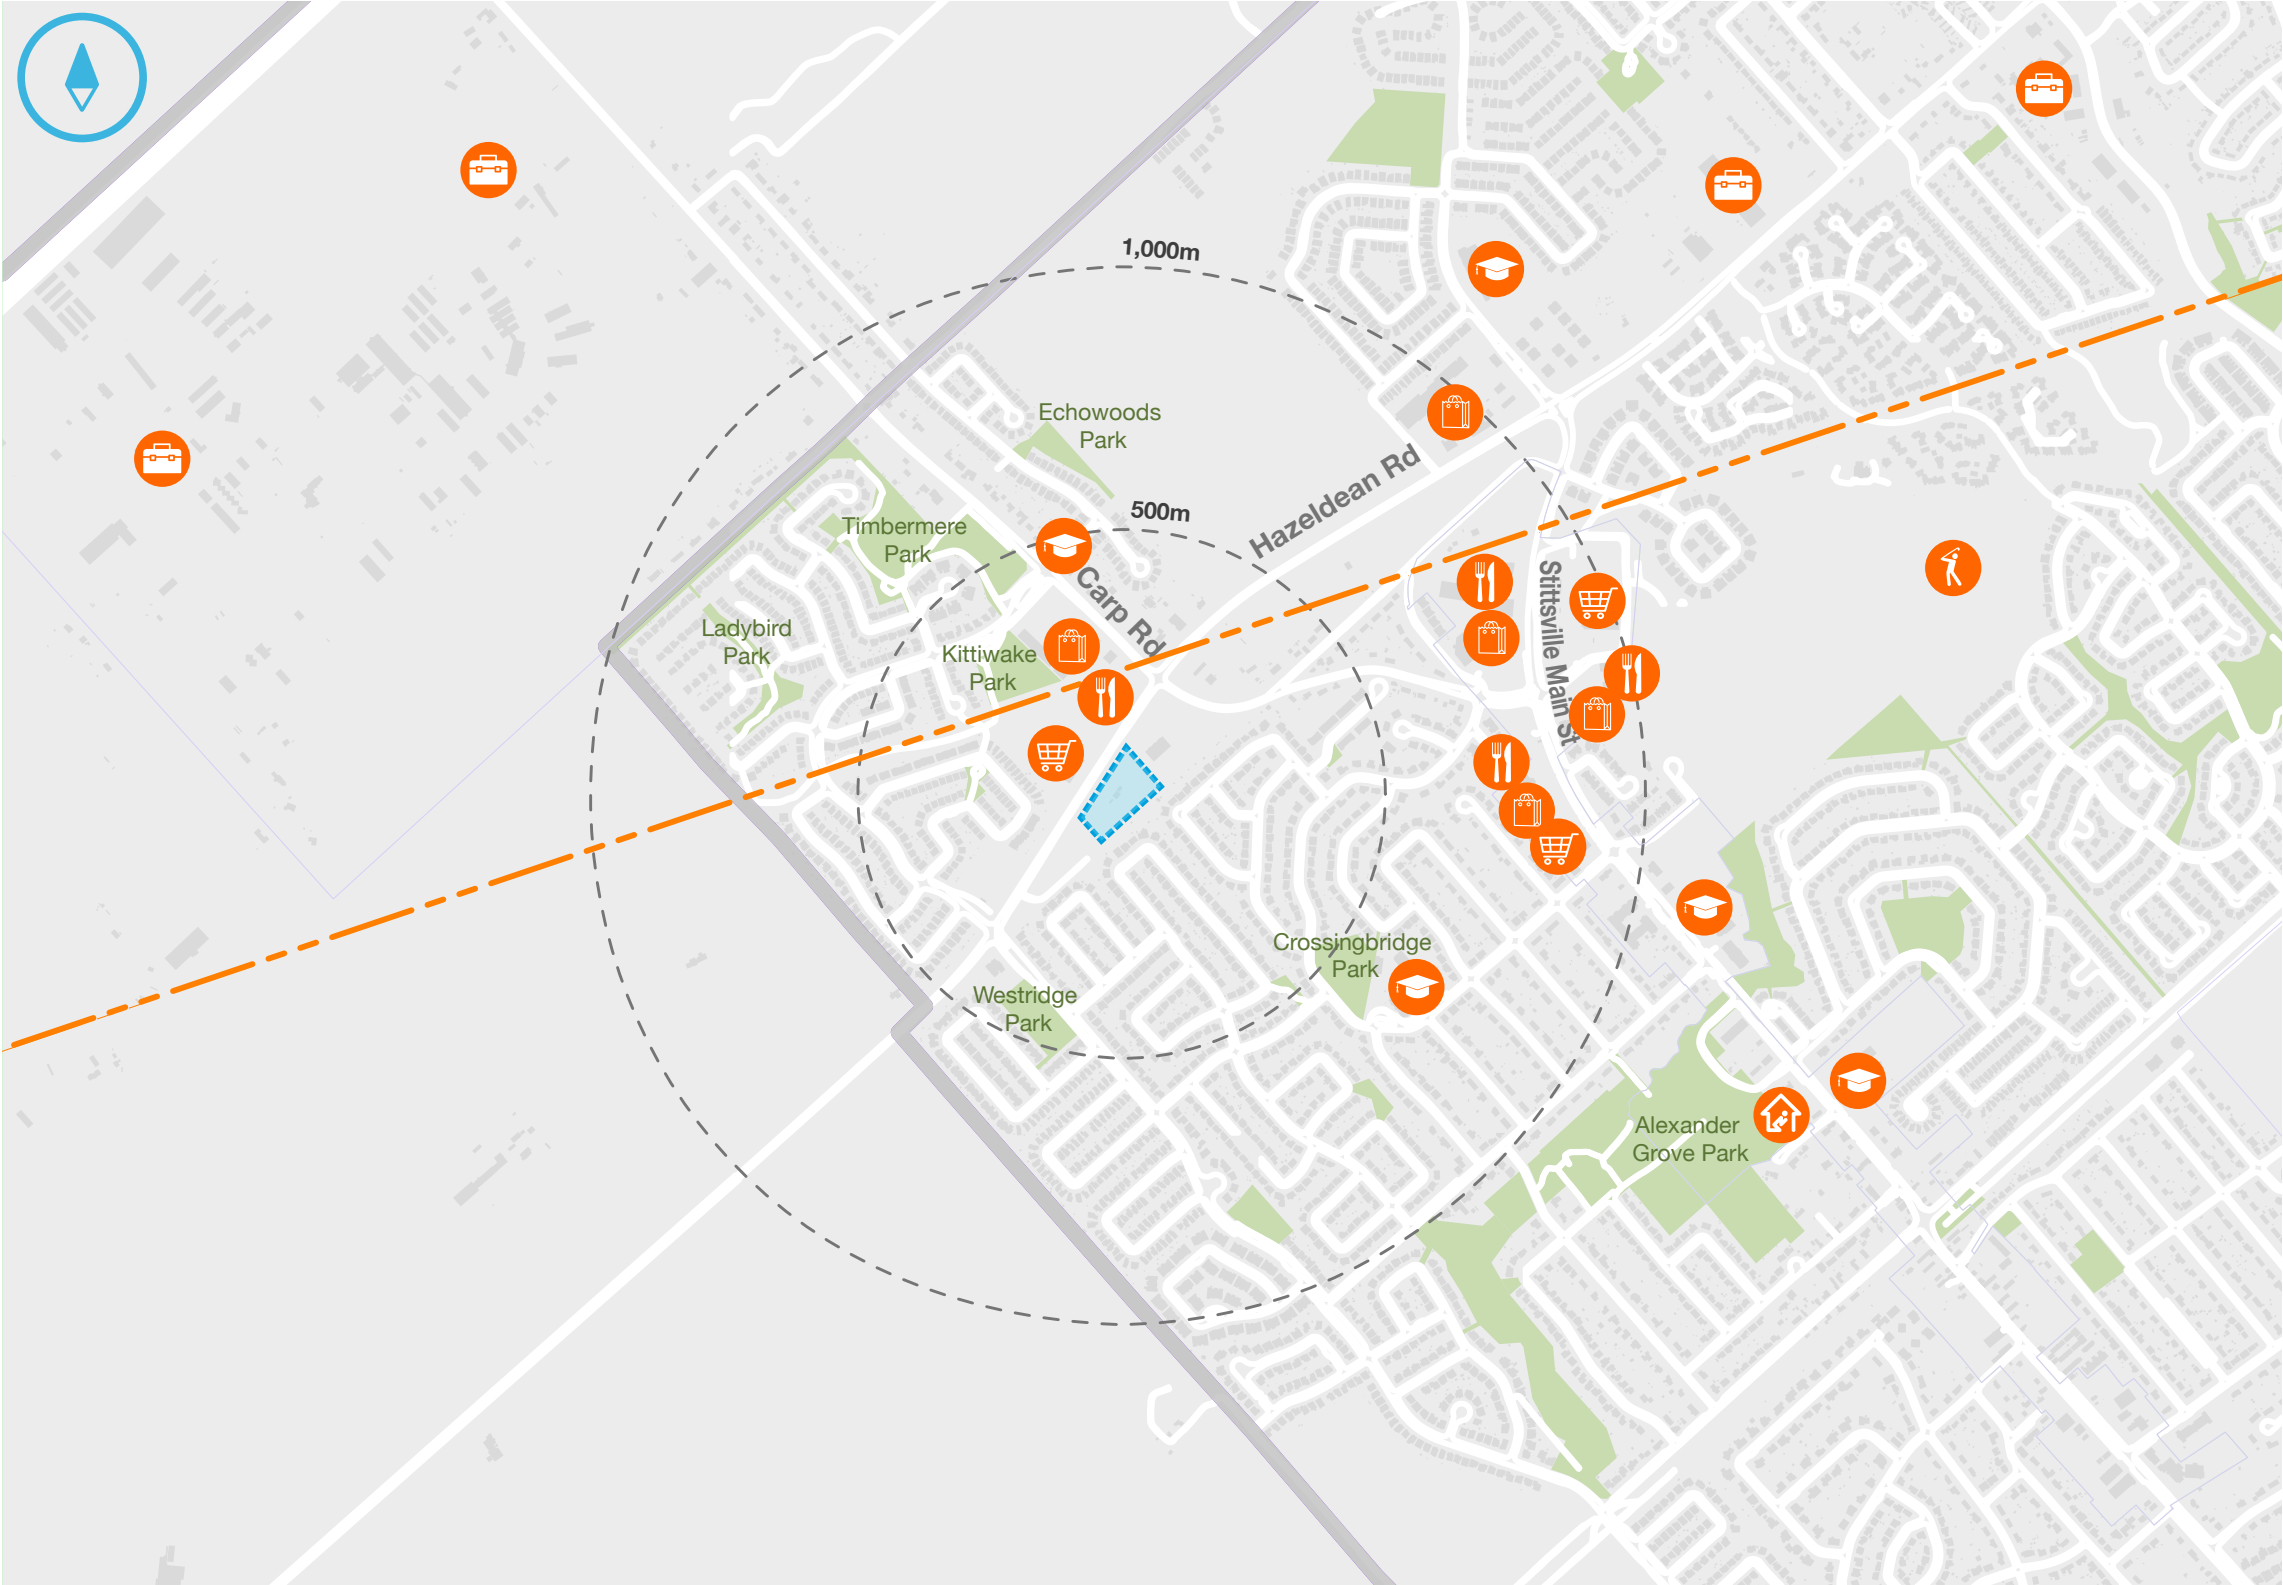 1,000m
Echowoods
Park
Hazeldean Rd
500m
Timbermere
Park
Carp Rd
Stittsville Main St
Ladybird
Park
Kittiwake
Park
Crossingbridge
Park
Westridge
Park
Alexander
Grove Park